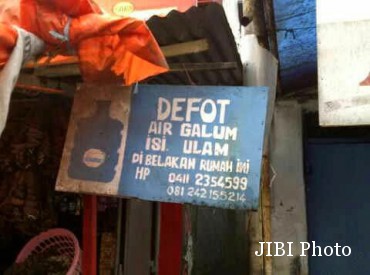 DEFOT
AIR GALUM
ISI. ULAM
DI BELAKAN RUMAH INI
HP 0411 2354599
081 242 155214
JIBI Photo